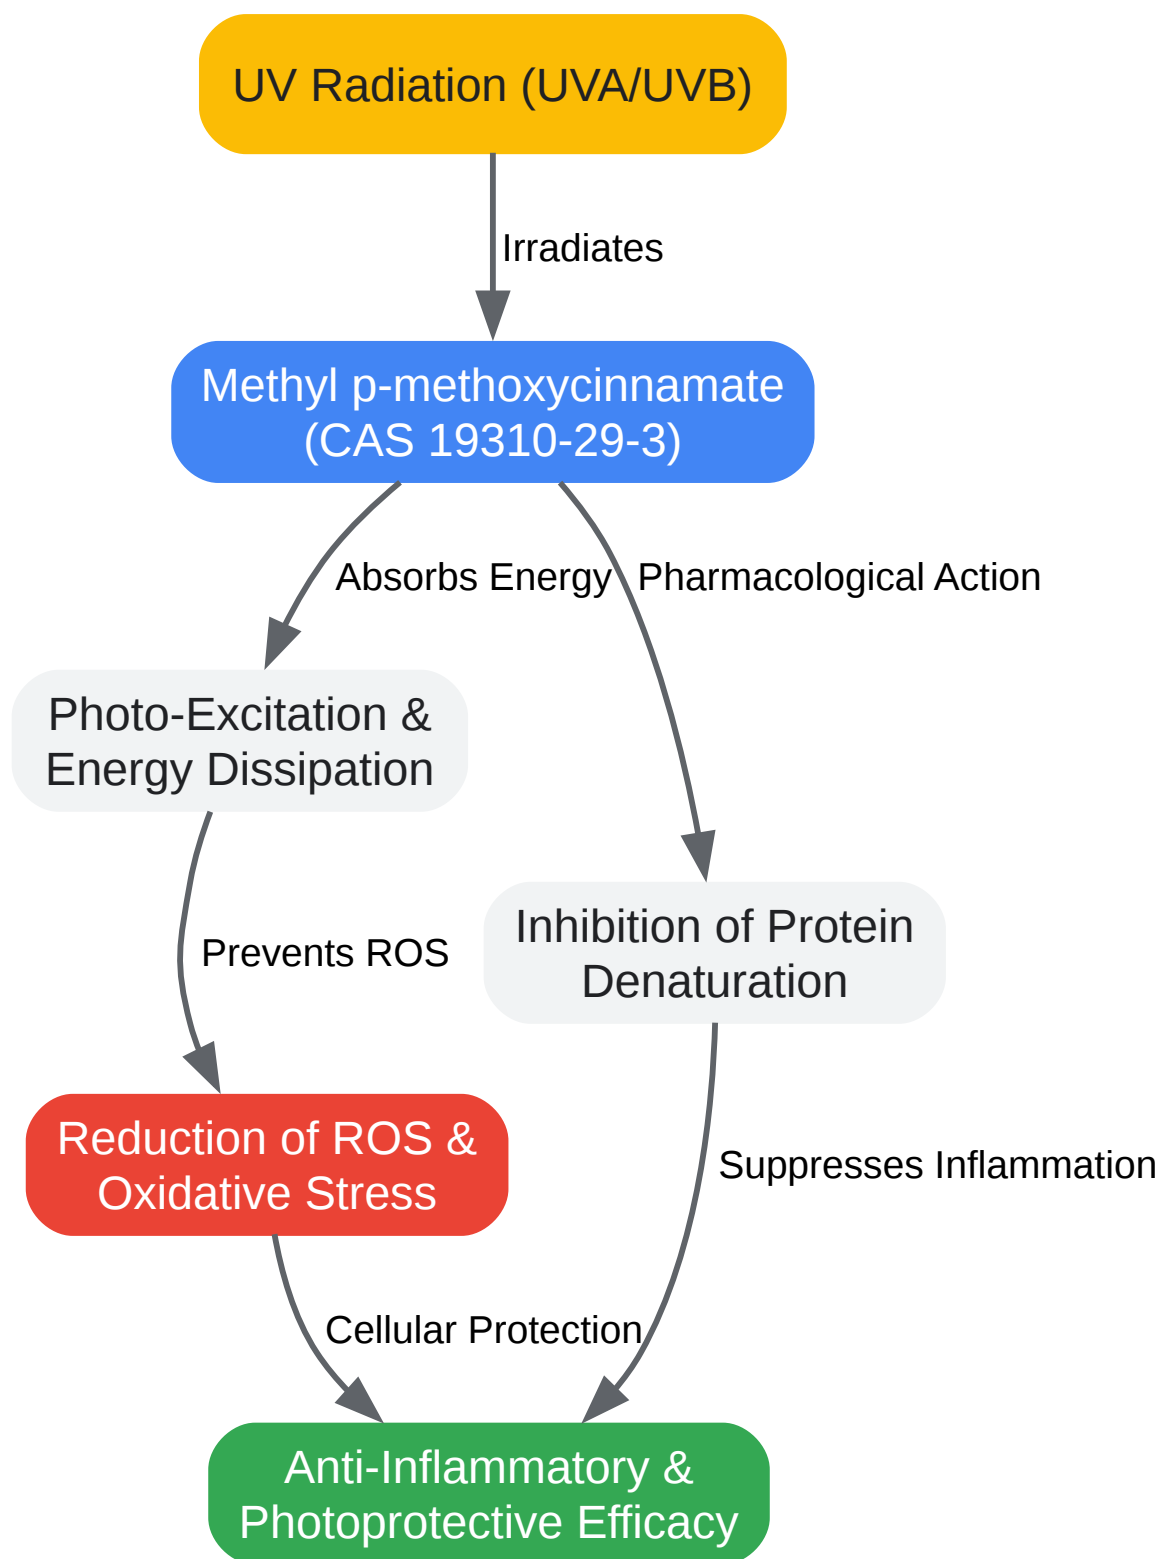 UV Radiation (UVA/UVB)
Irradiates
Methyl p-methoxycinnamate
(CAS 19310-29-3)
Absorbs Energy
Pharmacological Action
Photo-Excitation &
Energy Dissipation
Inhibition of Protein
Denaturation
Prevents ROS
Reduction of ROS &
Oxidative Stress
Suppresses Inflammation
Cellular Protection
Anti-Inflammatory &
Photoprotective Efficacy